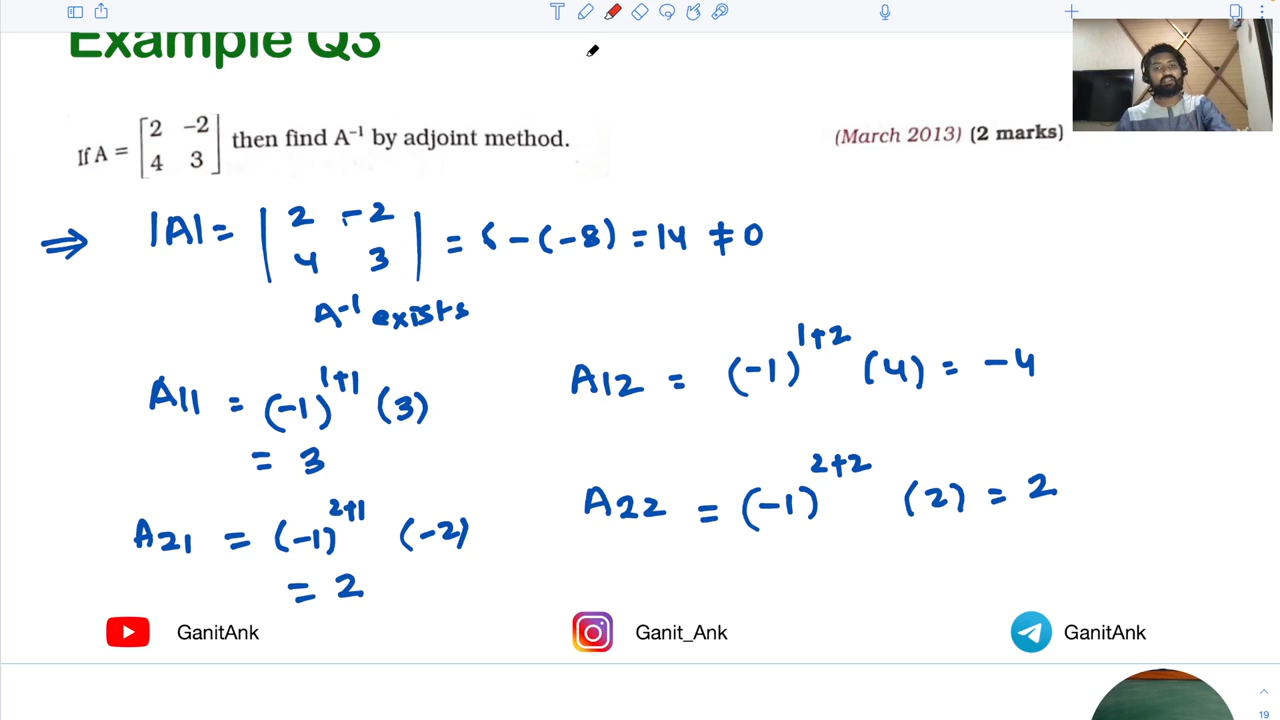 Example Q3
If A = [2 -2
4 3] then find A⁻¹ by adjoint method. (March 2013) (2 marks)
⇒ |A| = | 2 -2
4 3 | = 6 - (-8) = 14 ≠ 0
A⁻¹ exists
A11 = (-1)^1+1 (3)
= 3
A12 = (-1)^1+2 (4) = -4
A21 = (-1)^2+1 (-2)
= 2
A22 = (-1)^2+2 (2) = 2
GanitAnk Ganit_Ank GanitAnk
19